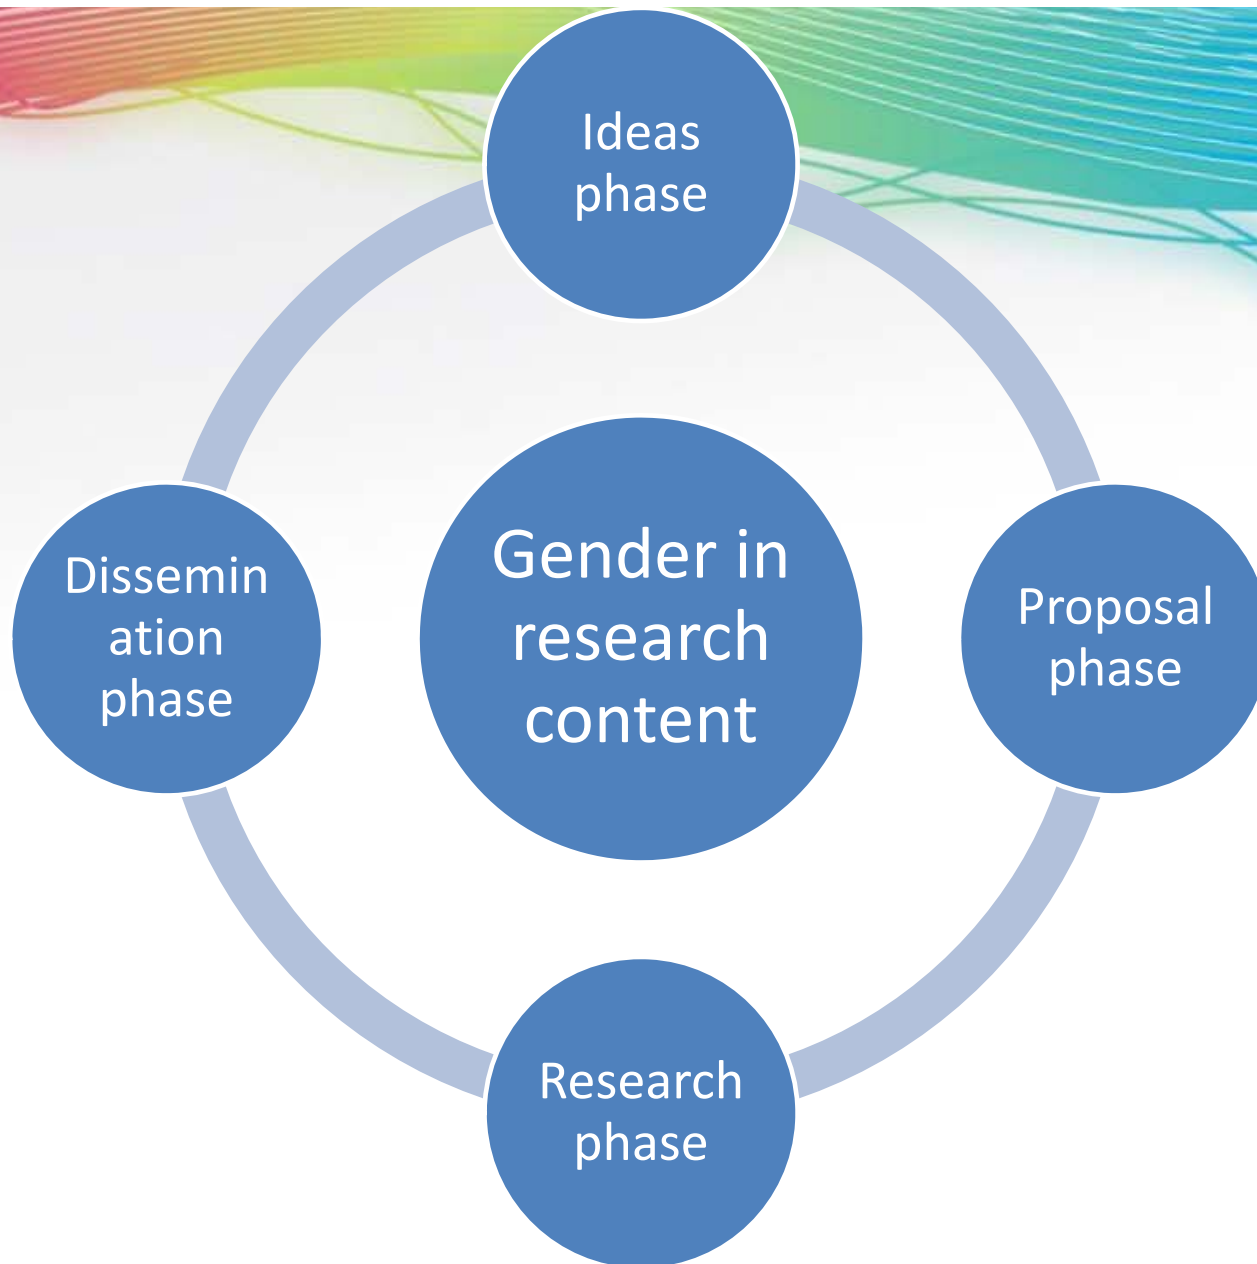 Ideas
phase
Dissemin
ation
phase
Gender in
research
content
Proposal
phase
Research
phase